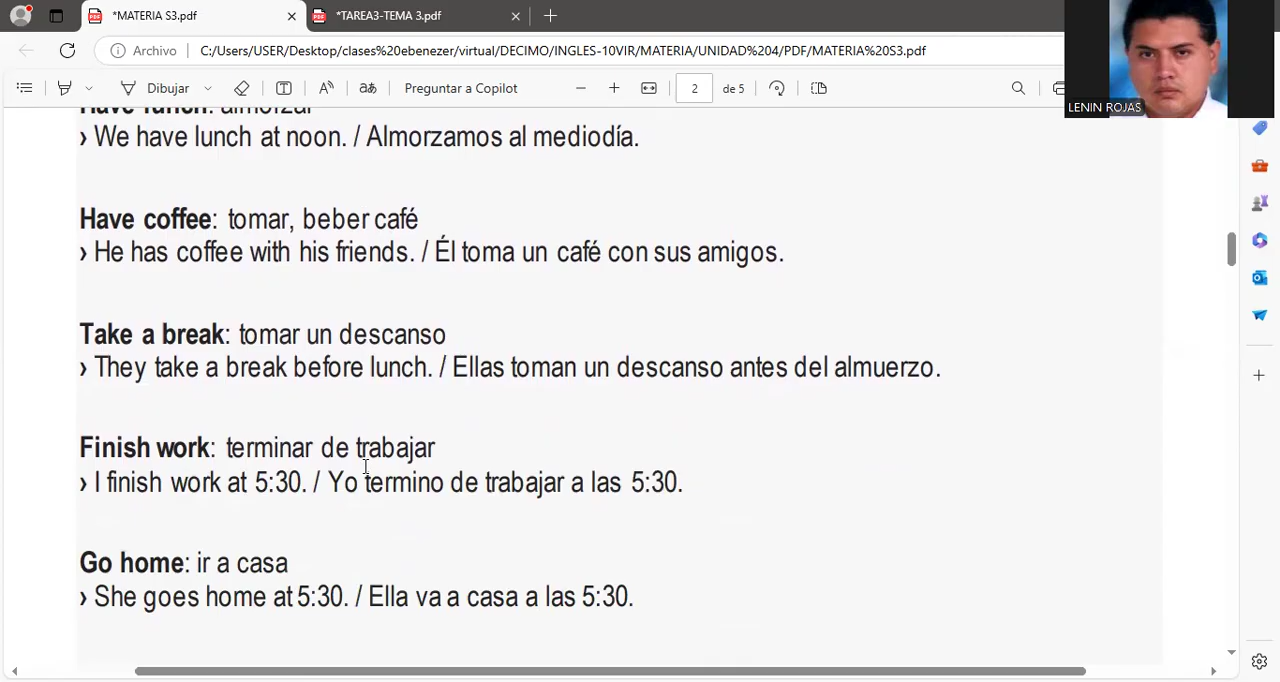 *MATERIA S3.pdf
*TAREA3-TEMA 3.pdf
Archivo
C:/Users/USER/Desktop/clases%20ebenezer/virtual/DECIMO/INGLES-10VIR/MATERIA/UNIDAD%204/PDF/MATERIA%20S3.pdf
Dibujar
Preguntar a Copilot
2
de 5
LENIN ROJAS
Have lunch: almorzar
› We have lunch at noon. / Almorzamos al mediodía.
Have coffee: tomar, beber café
› He has coffee with his friends. / Él toma un café con sus amigos.
Take a break: tomar un descanso
› They take a break before lunch. / Ellas toman un descanso antes del almuerzo.
Finish work: terminar de trabajar
› I finish work at 5:30. / Yo termino de trabajar a las 5:30.
Go home: ir a casa
› She goes home at 5:30. / Ella va a casa a las 5:30.